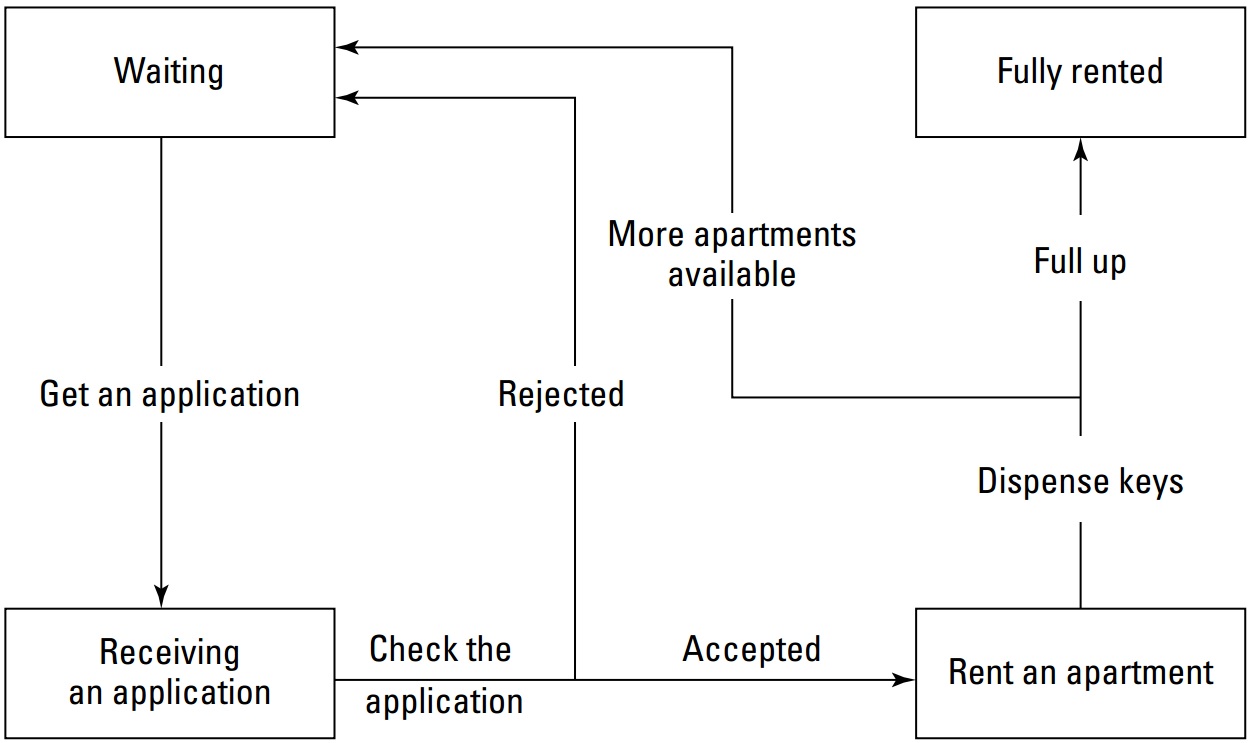 Waiting
Fully rented
More apartments
available
Full up
Get an application
Rejected
Dispense keys
Receiving
an application
Check the
application
Accepted
Rent an apartment